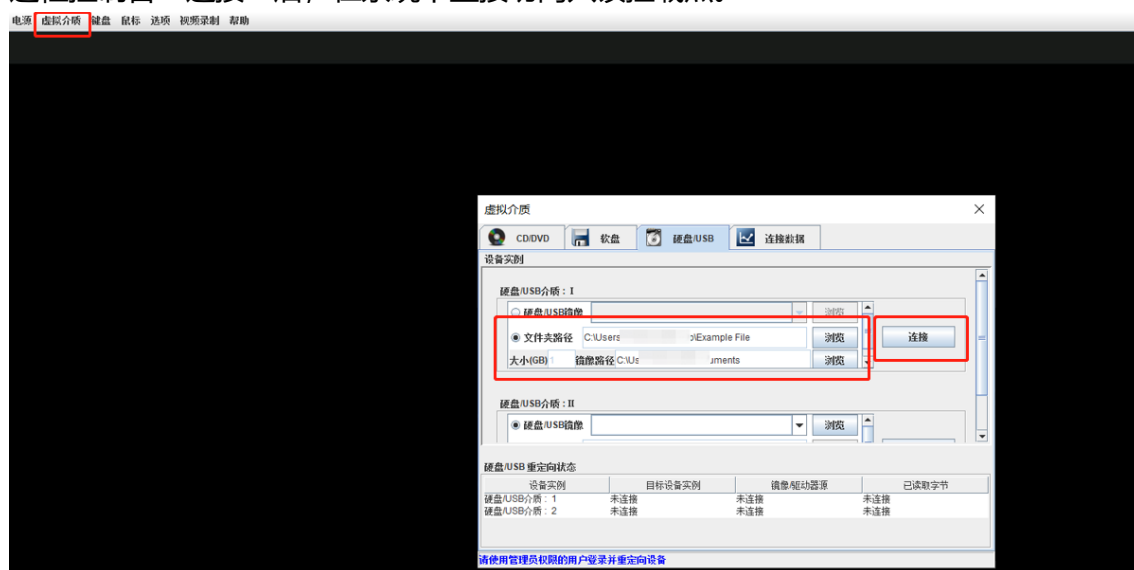 电源 虚拟介质 键盘 鼠标 选项 视频录制 帮助
虚拟介质
CD/DVD 软盘 硬盘/USB 连接数据
设备实例
硬盘/USB介质：I
硬盘/USB镜像 浏览
文件夹路径 C:\Users Example File 浏览 连接
大小(GB) 1 镜像路径 C:\Us uments 浏览
硬盘/USB介质：II
硬盘/USB镜像 浏览
硬盘/USB重定向状态
设备实例 目标设备实例 镜像/驱动器源 已读取字节
硬盘/USB介质：1 未连接 未连接 未连接
硬盘/USB介质：2 未连接 未连接 未连接
请使用管理员权限的用户登录并重定向设备